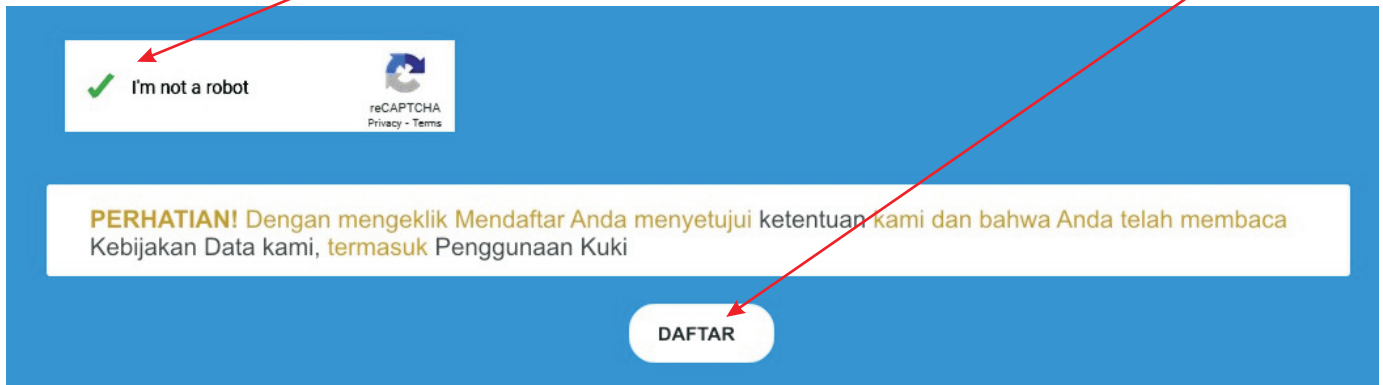 I'm not a robot
reCAPTCHA
Privacy - Terms
PERHATIAN! Dengan mengeklik Mendaftar Anda menyetujui ketentuan kami dan bahwa Anda telah membaca
Kebijakan Data kami, termasuk Penggunaan Kuki
DAFTAR